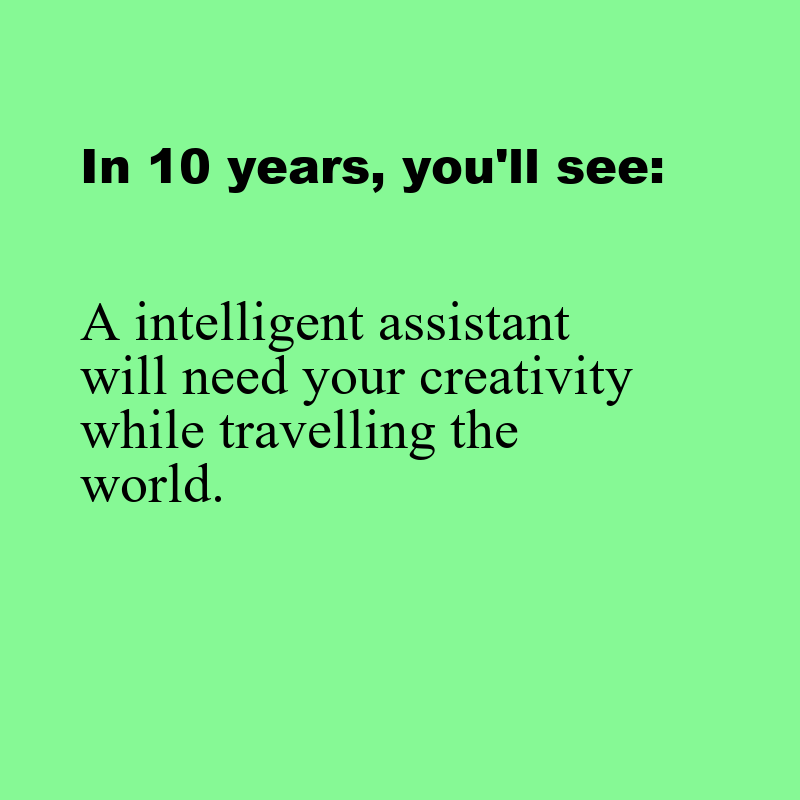 In 10 years, you'll see:
A intelligent assistant
will need your creativity
while travelling the
world.